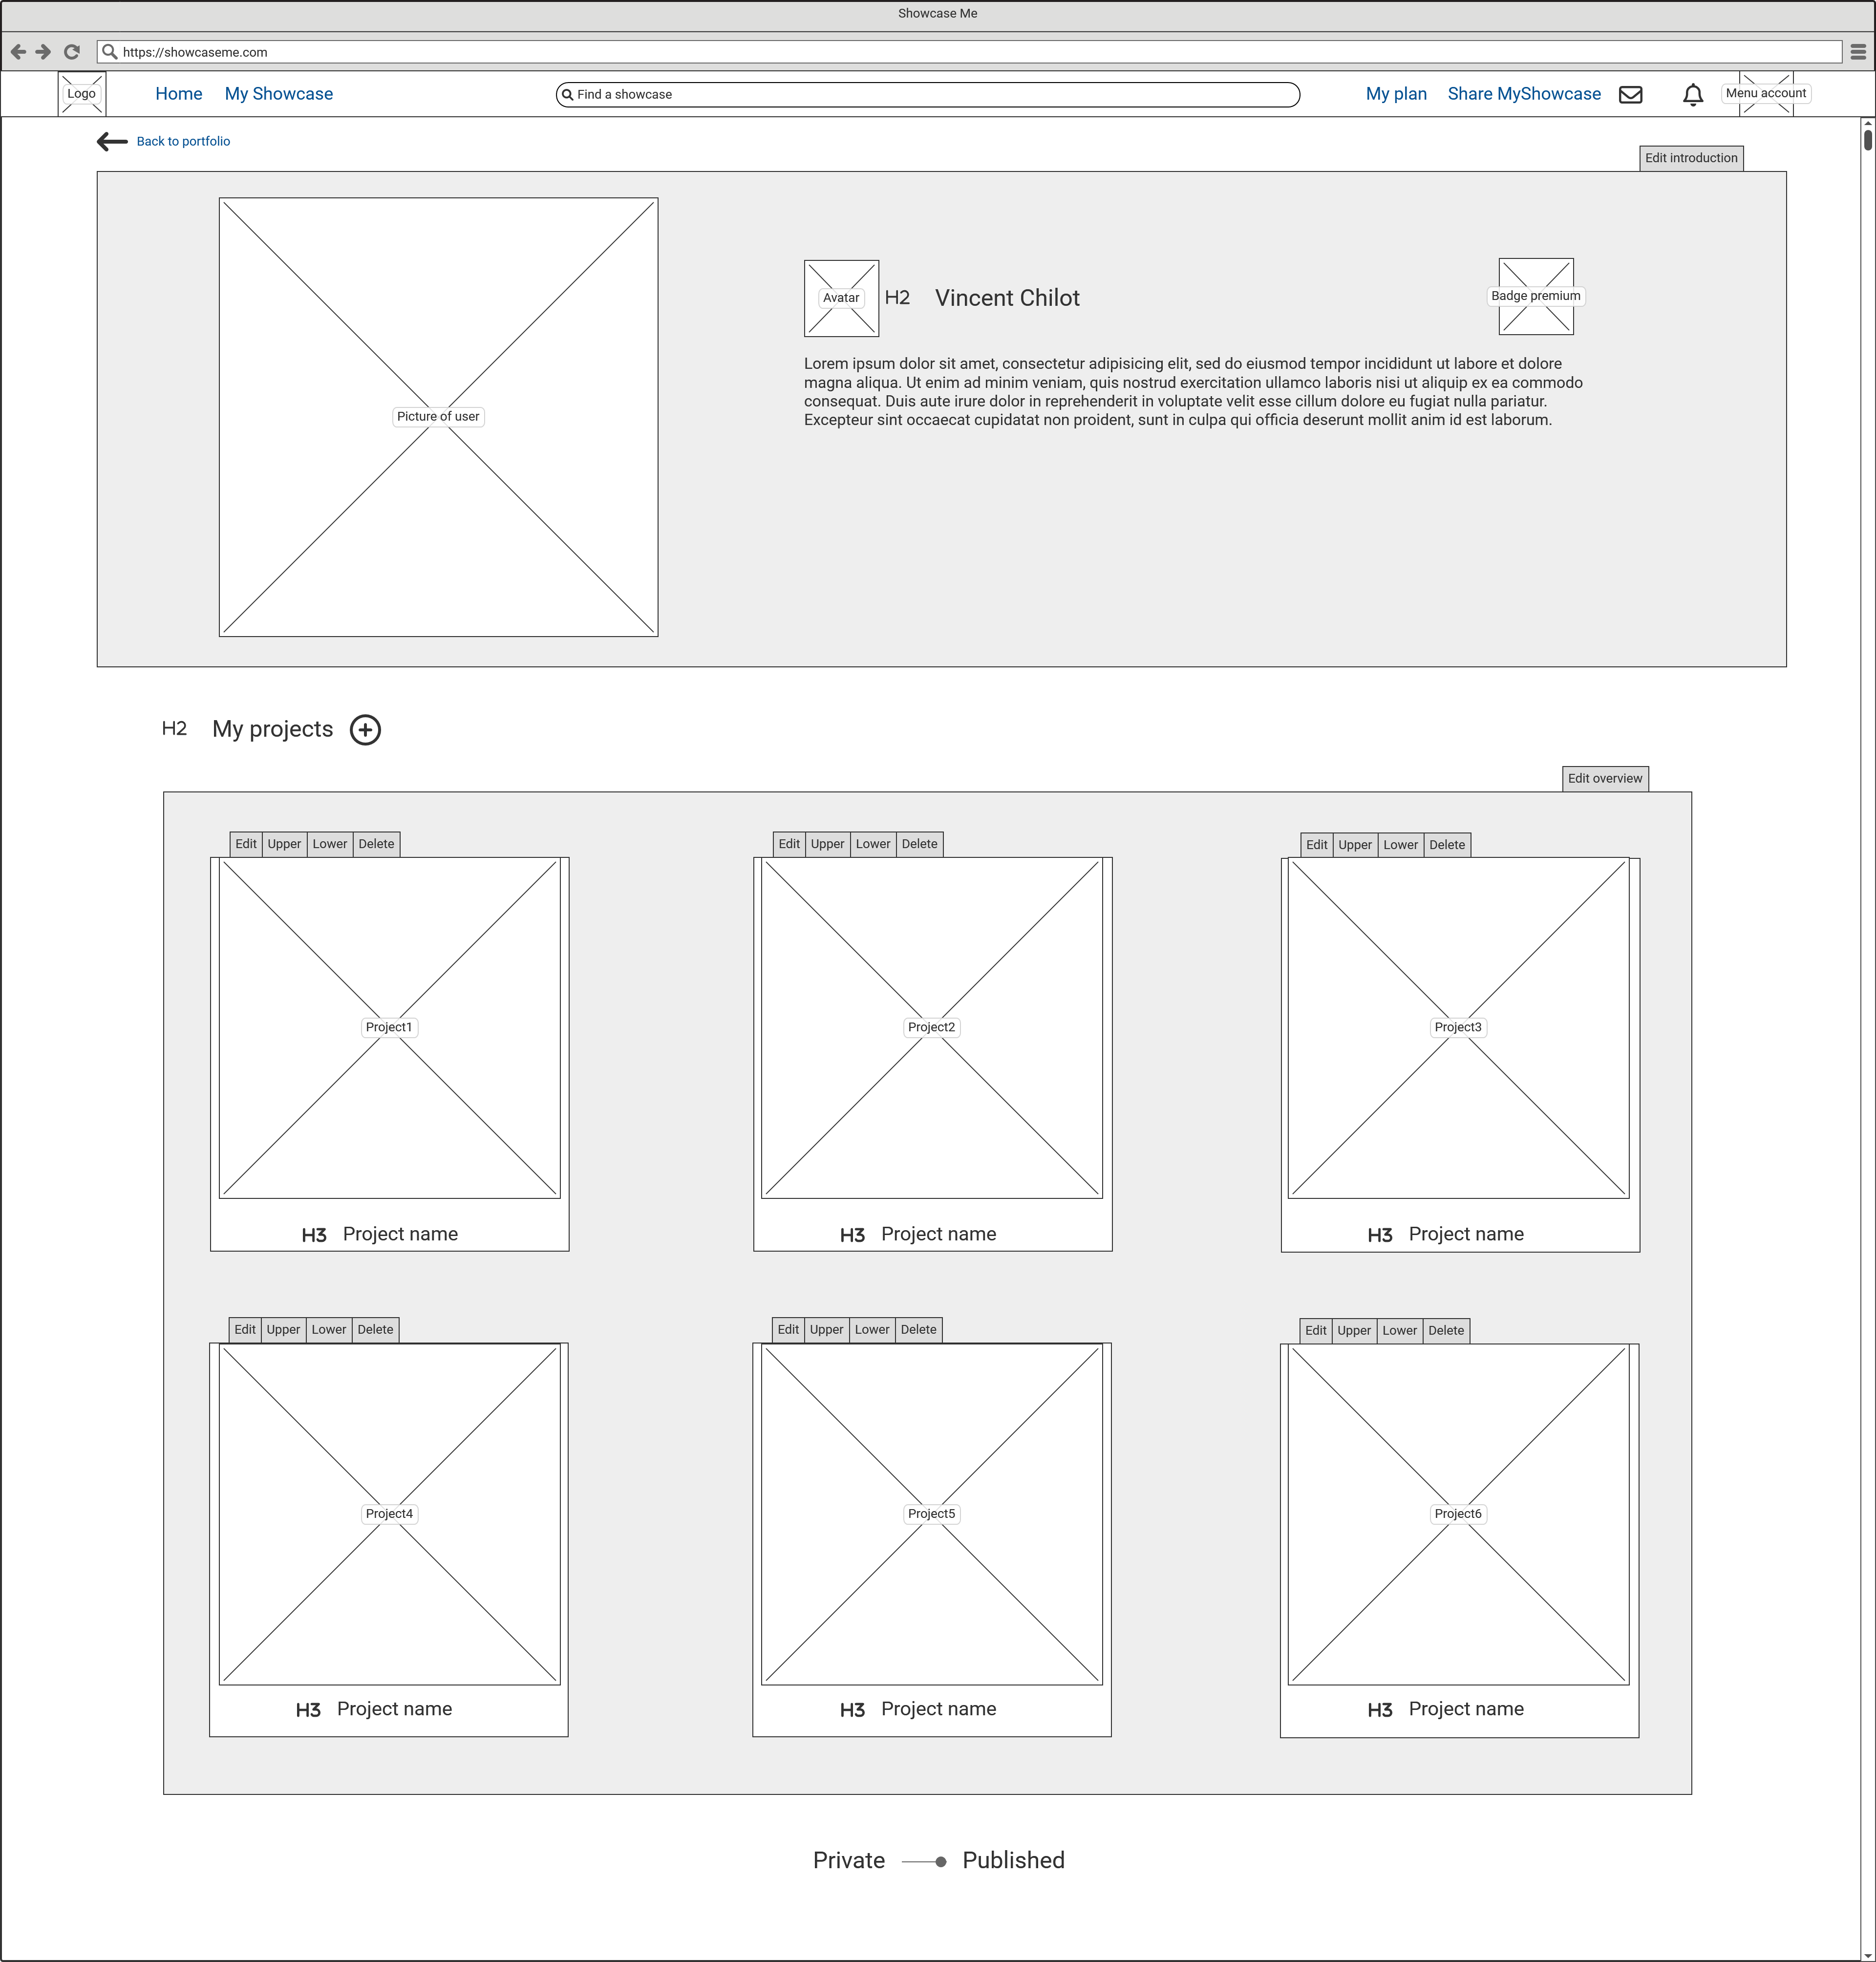 Showcase Me
https://showcaseme.com
Logo
Home
My Showcase
Find a showcase
My plan
Share MyShowcase
Menu account
Back to portfolio
Edit introduction
Picture of user
Avatar
H2 Vincent Chilot
Badge premium
Lorem ipsum dolor sit amet, consectetur adipisicing elit, sed do eiusmod tempor incididunt ut labore et dolore
magna aliqua. Ut enim ad minim veniam, quis nostrud exercitation ullamco laboris nisi ut aliquip ex ea commodo
consequat. Duis aute irure dolor in reprehenderit in voluptate velit esse cillum dolore eu fugiat nulla pariatur.
Excepteur sint occaecat cupidatat non proident, sunt in culpa qui officia deserunt mollit anim id est laborum.
H2 My projects
Edit overview
Edit Upper Lower Delete
Edit Upper Lower Delete
Edit Upper Lower Delete
Project1
Project2
Project3
H3 Project name
H3 Project name
H3 Project name
Edit Upper Lower Delete
Edit Upper Lower Delete
Edit Upper Lower Delete
Project4
Project5
Project6
H3 Project name
H3 Project name
H3 Project name
Private
Published